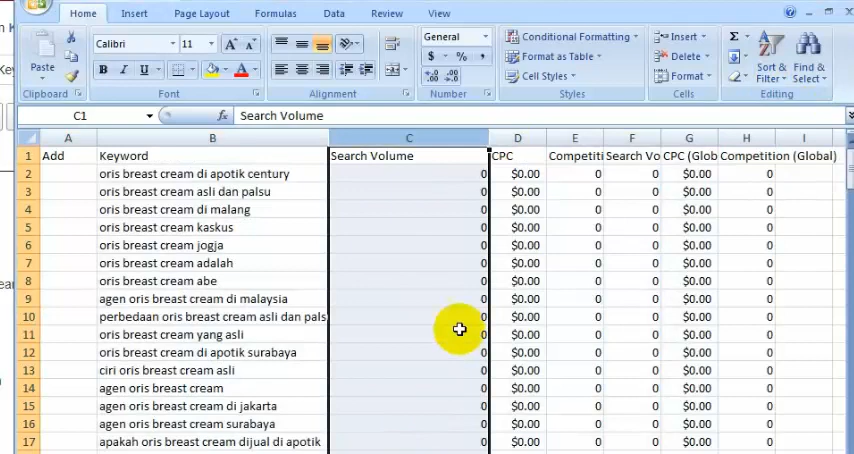 Home Insert Page Layout Formulas Data Review View
Calibri 11 General Conditional Formatting Insert
Paste B I U $ % , Format as Table Delete Sort & Find &
Cell Styles Format Filter Select
Clipboard Font Alignment Number Styles Cells Editing
C1 fx Search Volume
A B C D E F G H I
1 Add Keyword Search Volume CPC Competiti Search Vo CPC (Glob Competition (Global)
2 oris breast cream di apotik century 0 $0.00 0 0 $0.00 0
3 oris breast cream asli dan palsu 0 $0.00 0 0 $0.00 0
4 oris breast cream di malang 0 $0.00 0 0 $0.00 0
5 oris breast cream kaskus 0 $0.00 0 0 $0.00 0
6 oris breast cream jogja 0 $0.00 0 0 $0.00 0
7 oris breast cream adalah 0 $0.00 0 0 $0.00 0
8 oris breast cream abe 0 $0.00 0 0 $0.00 0
9 agen oris breast cream di malaysia 0 $0.00 0 0 $0.00 0
10 perbedaan oris breast cream asli dan pals 0 $0.00 0 0 $0.00 0
11 oris breast cream yang asli 0 $0.00 0 0 $0.00 0
12 oris breast cream di apotik surabaya 0 $0.00 0 0 $0.00 0
13 ciri oris breast cream asli 0 $0.00 0 0 $0.00 0
14 agen oris breast cream 0 $0.00 0 0 $0.00 0
15 agen oris breast cream di jakarta 0 $0.00 0 0 $0.00 0
16 agen oris breast cream surabaya 0 $0.00 0 0 $0.00 0
17 apakah oris breast cream dijual di apotik 0 $0.00 0 0 $0.00 0